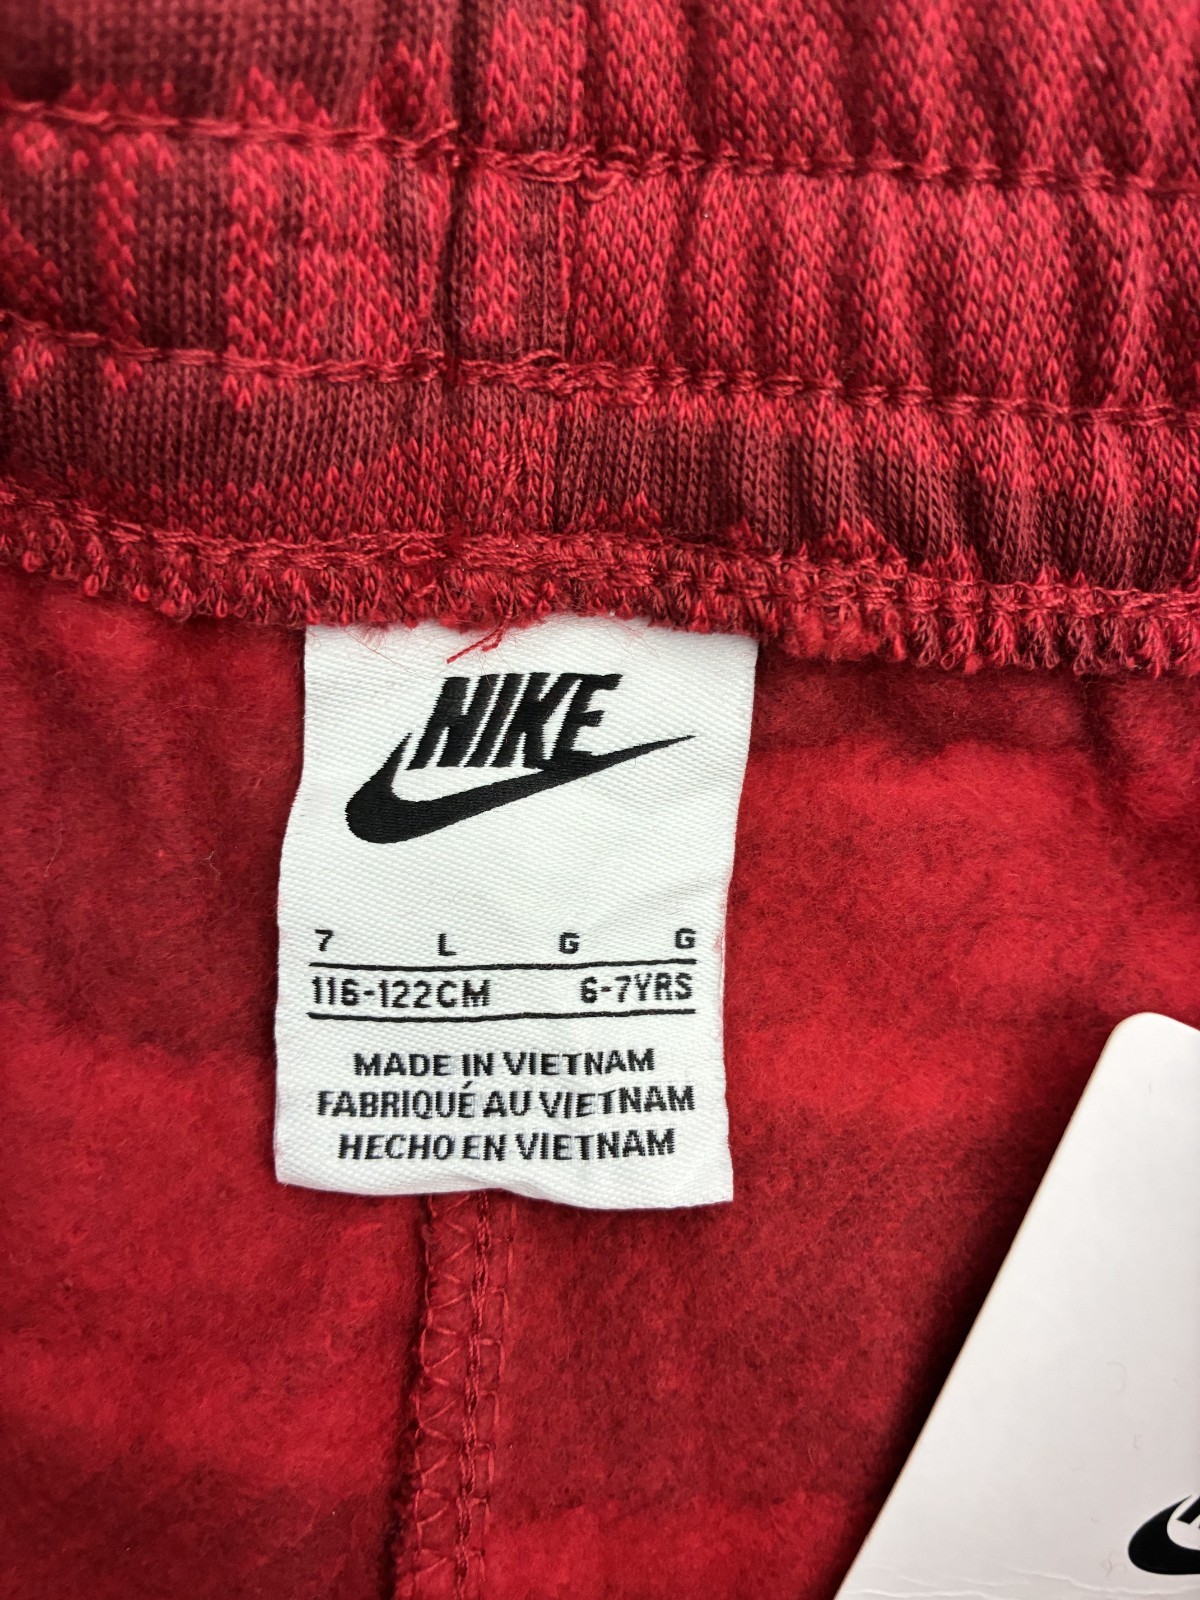 NIKE
7 L G G
116-122CM 6-7YRS
MADE IN VIETNAM
FABRIQUÉ AU VIETNAM
HECHO EN VIETNAM